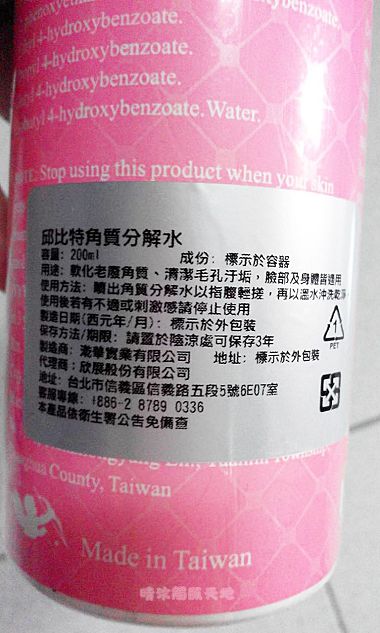 4-hydroxybenzoate.
4-hydroxybenzoate.
4-hydroxybenzoate.
4-hydroxybenzoate. Water.
Stop using this product when your skin
邱比特角質分解水
容量: 200ml 成份: 標示於容器
用途: 軟化老廢角質、清潔毛孔汙垢,臉部及身體皆適用
使用方法: 噴出角質分解水以指腹輕搓,再以溫水沖洗乾
使用後若有不適或刺激感請停止使用
製造日期(西元年/月): 標示於外包裝
保存方法/期限: 請置於陰涼處可保存3年
製造商: 漱華實業有限公司 地址: 標示於外包裝
代理商: 欣展股份有限公司
地址: 台北市信義區信義路五段5號6E07室
客服專線: +886-2 8789 0336
本產品依衛生署公告免備查
1
PET
County, Taiwan
Made in Taiwan